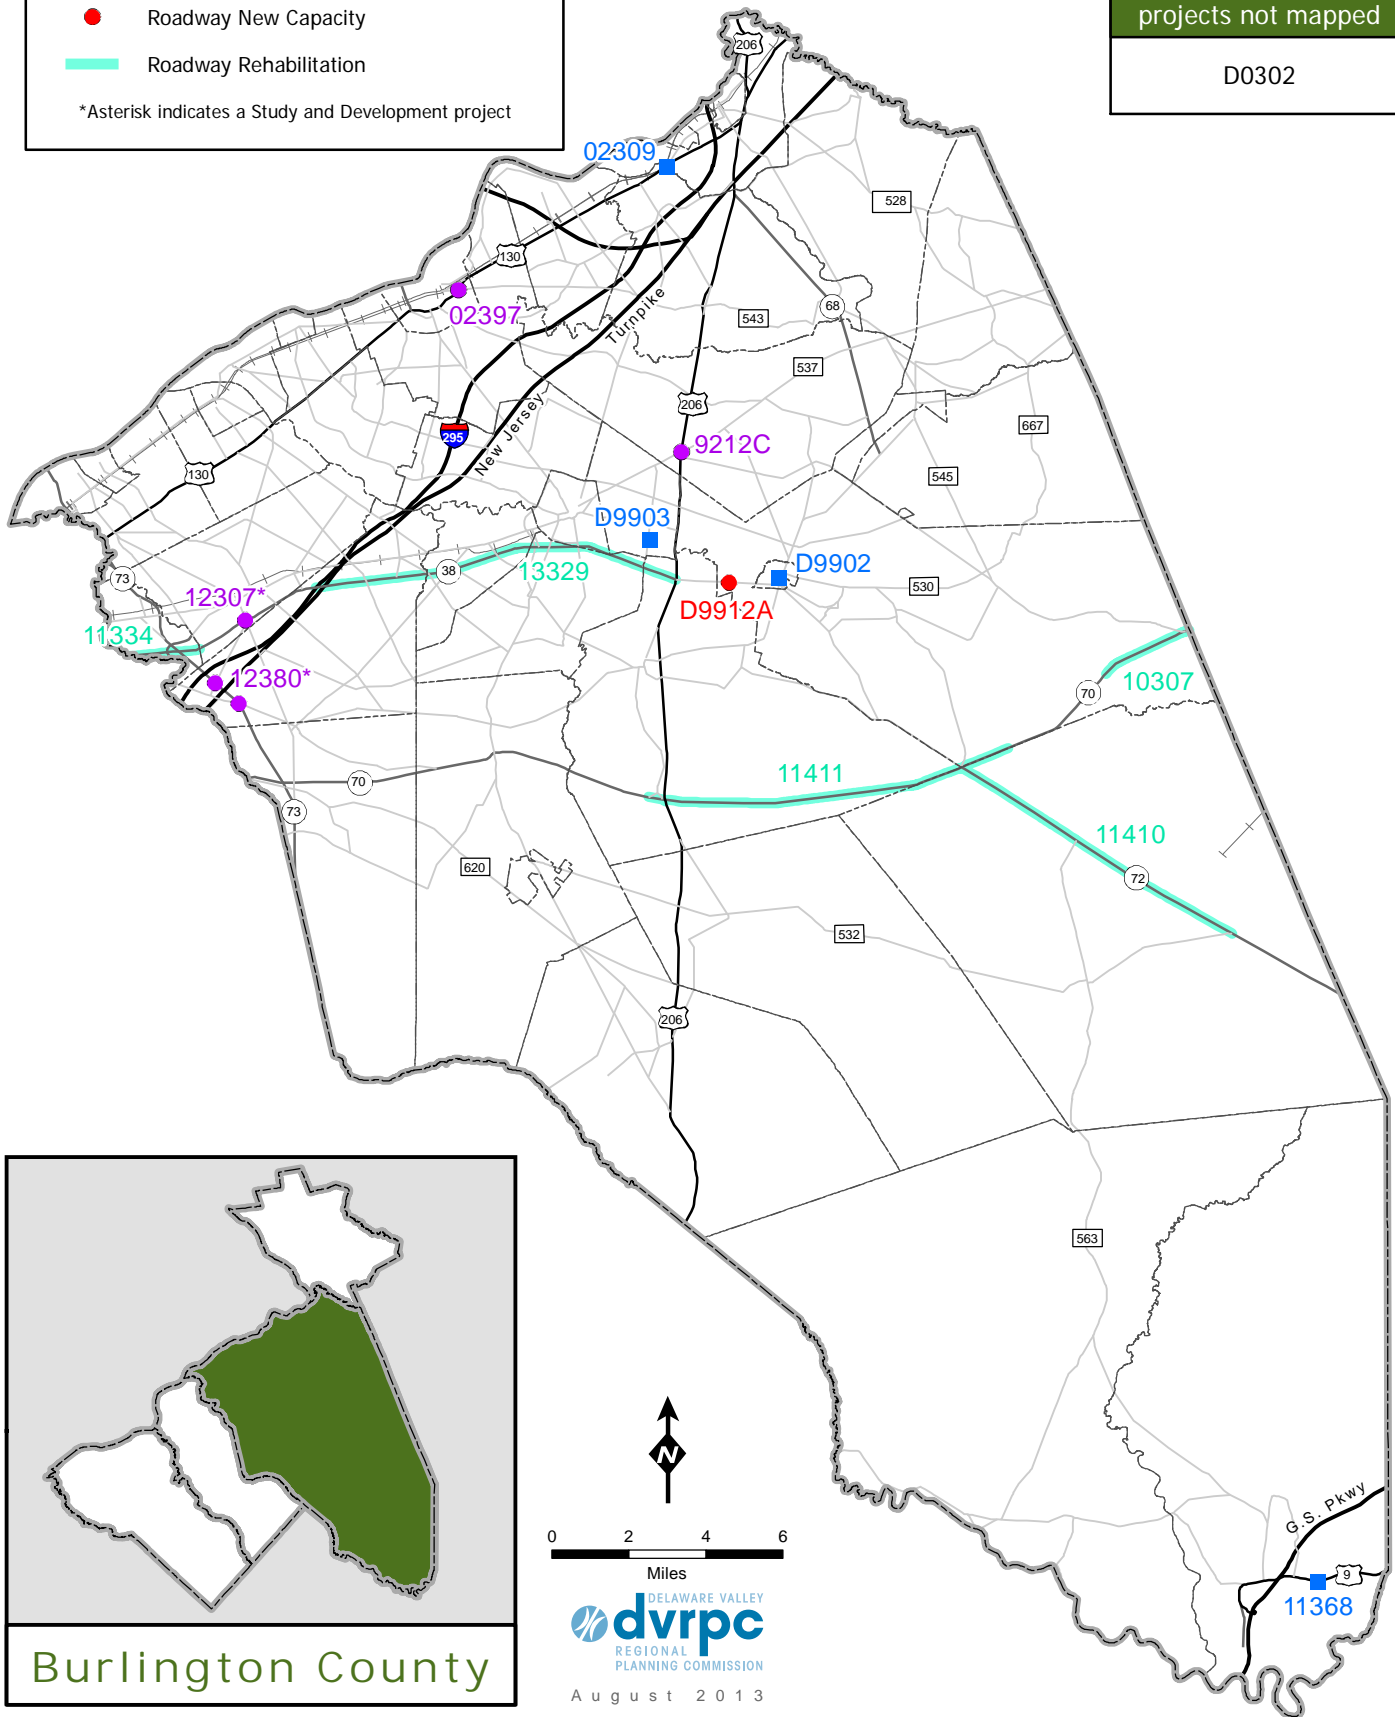 Roadway New Capacity
Roadway Rehabilitation
*Asterisk indicates a Study and Development project
projects not mapped
D0302
206
02309
528
130
02397
Turnpike
543
68
537
206
295
New Jersey
9212C
667
130
545
D9903
D9902
73
38
13329
530
12307*
D9912A
11334
12380*
10307
70
11411
70
73
11410
620
72
532
206
563
G.S. Pkwy
9
11368
N
0 2 4 6
Miles
DELAWARE VALLEY
dvrpc
REGIONAL
PLANNING COMMISSION
August 2013
Burlington County